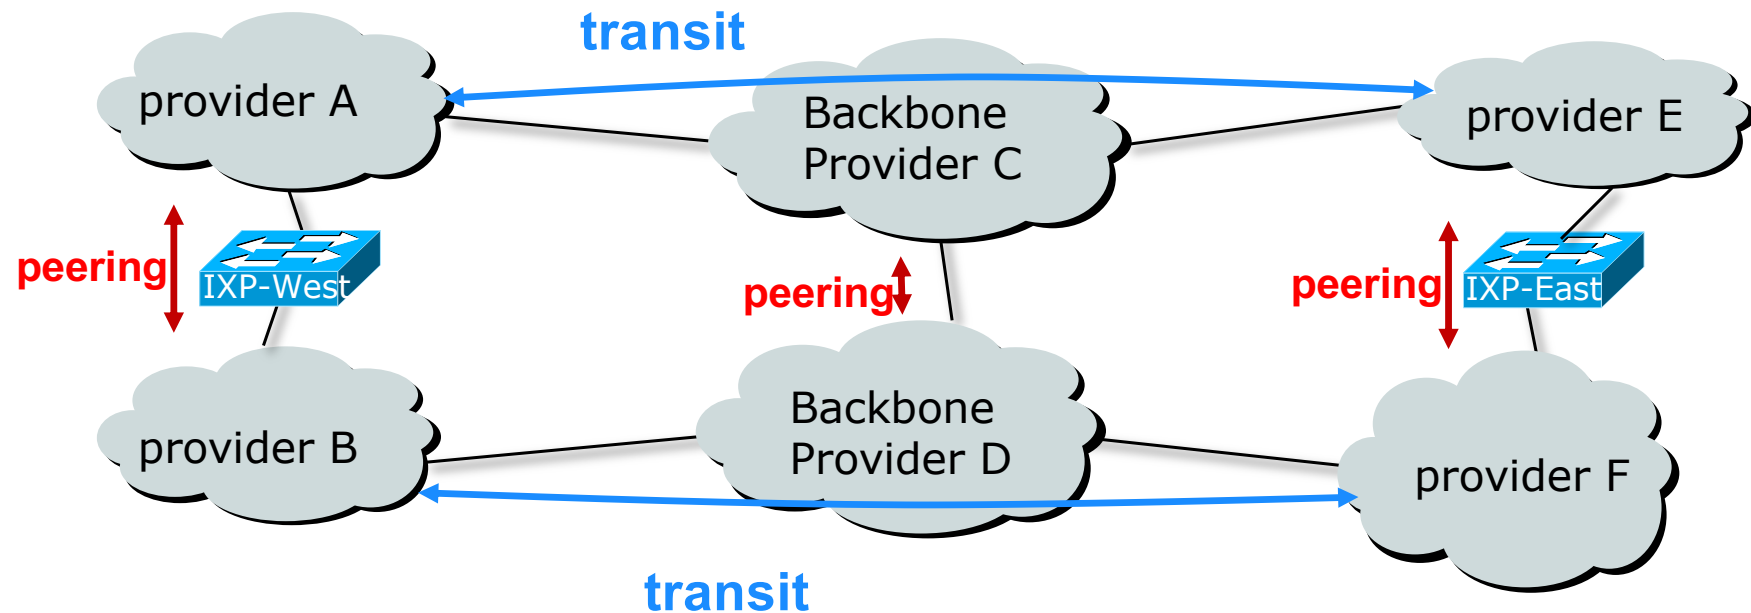 transit
provider A
Backbone
Provider C
provider E
peering
IXP-West
peering
peering
IXP-East
provider B
Backbone
Provider D
provider F
transit